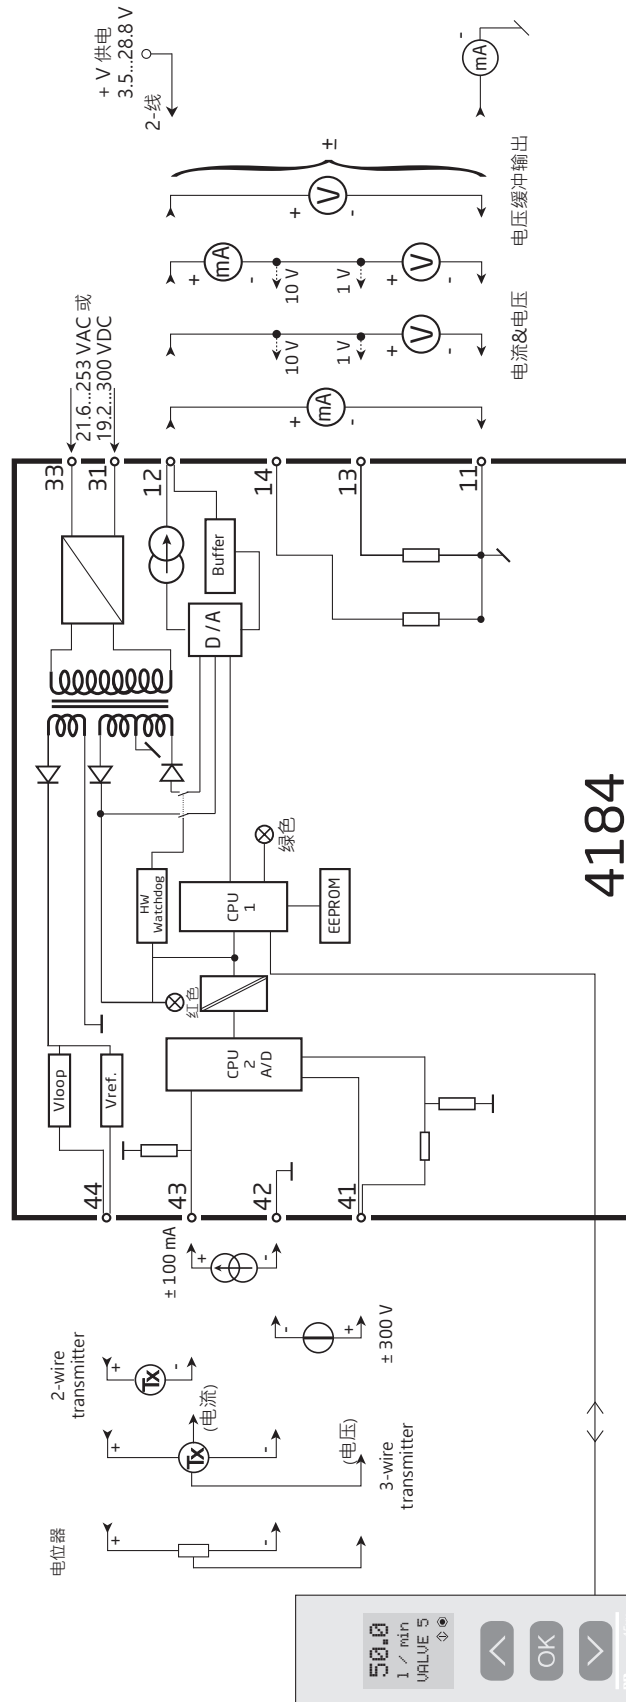 电位器
+
-
2-wire
transmitter
+
-
+
Tx
-
(电流)
(电压)
3-wire
transmitter
Tx
± 100 mA
+
-
-
+
± 300 V
44
43
42
41
Vloop
Vref.
CPU
2
A/D
红色
HW
Watchdog
CPU
1
EEPROM
绿色
D/A
Buffer
33
31
12
14
13
11
21.6...253 VAC 或
19.2...300 VDC
+
mA
-
10 V
1 V
+
V
-
电流&电压
+
mA
-
10 V
1 V
+
V
-
+
V
-
±
电压缓冲输出
+ V 供电
3.5...28.8 V
2-线
-
mA
4184
50.0
l / min
VALVE 5
OK